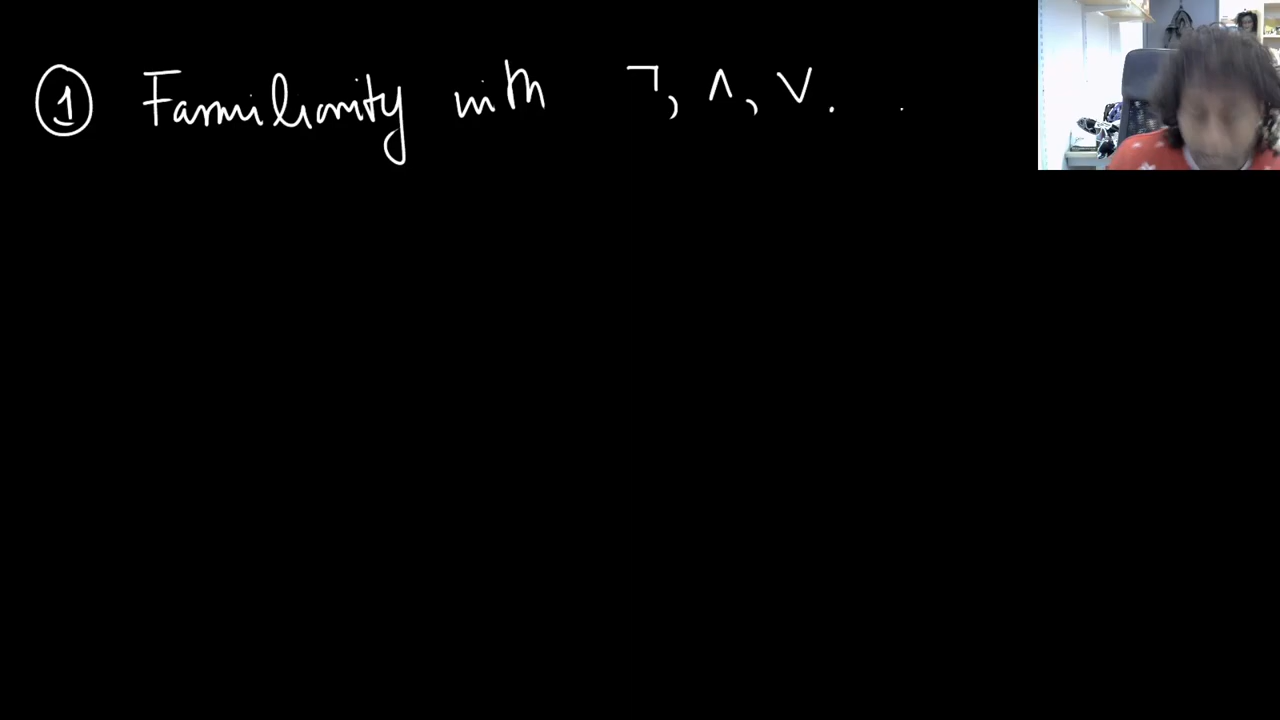 ① Familiarity with ¬, ∧, ∨.